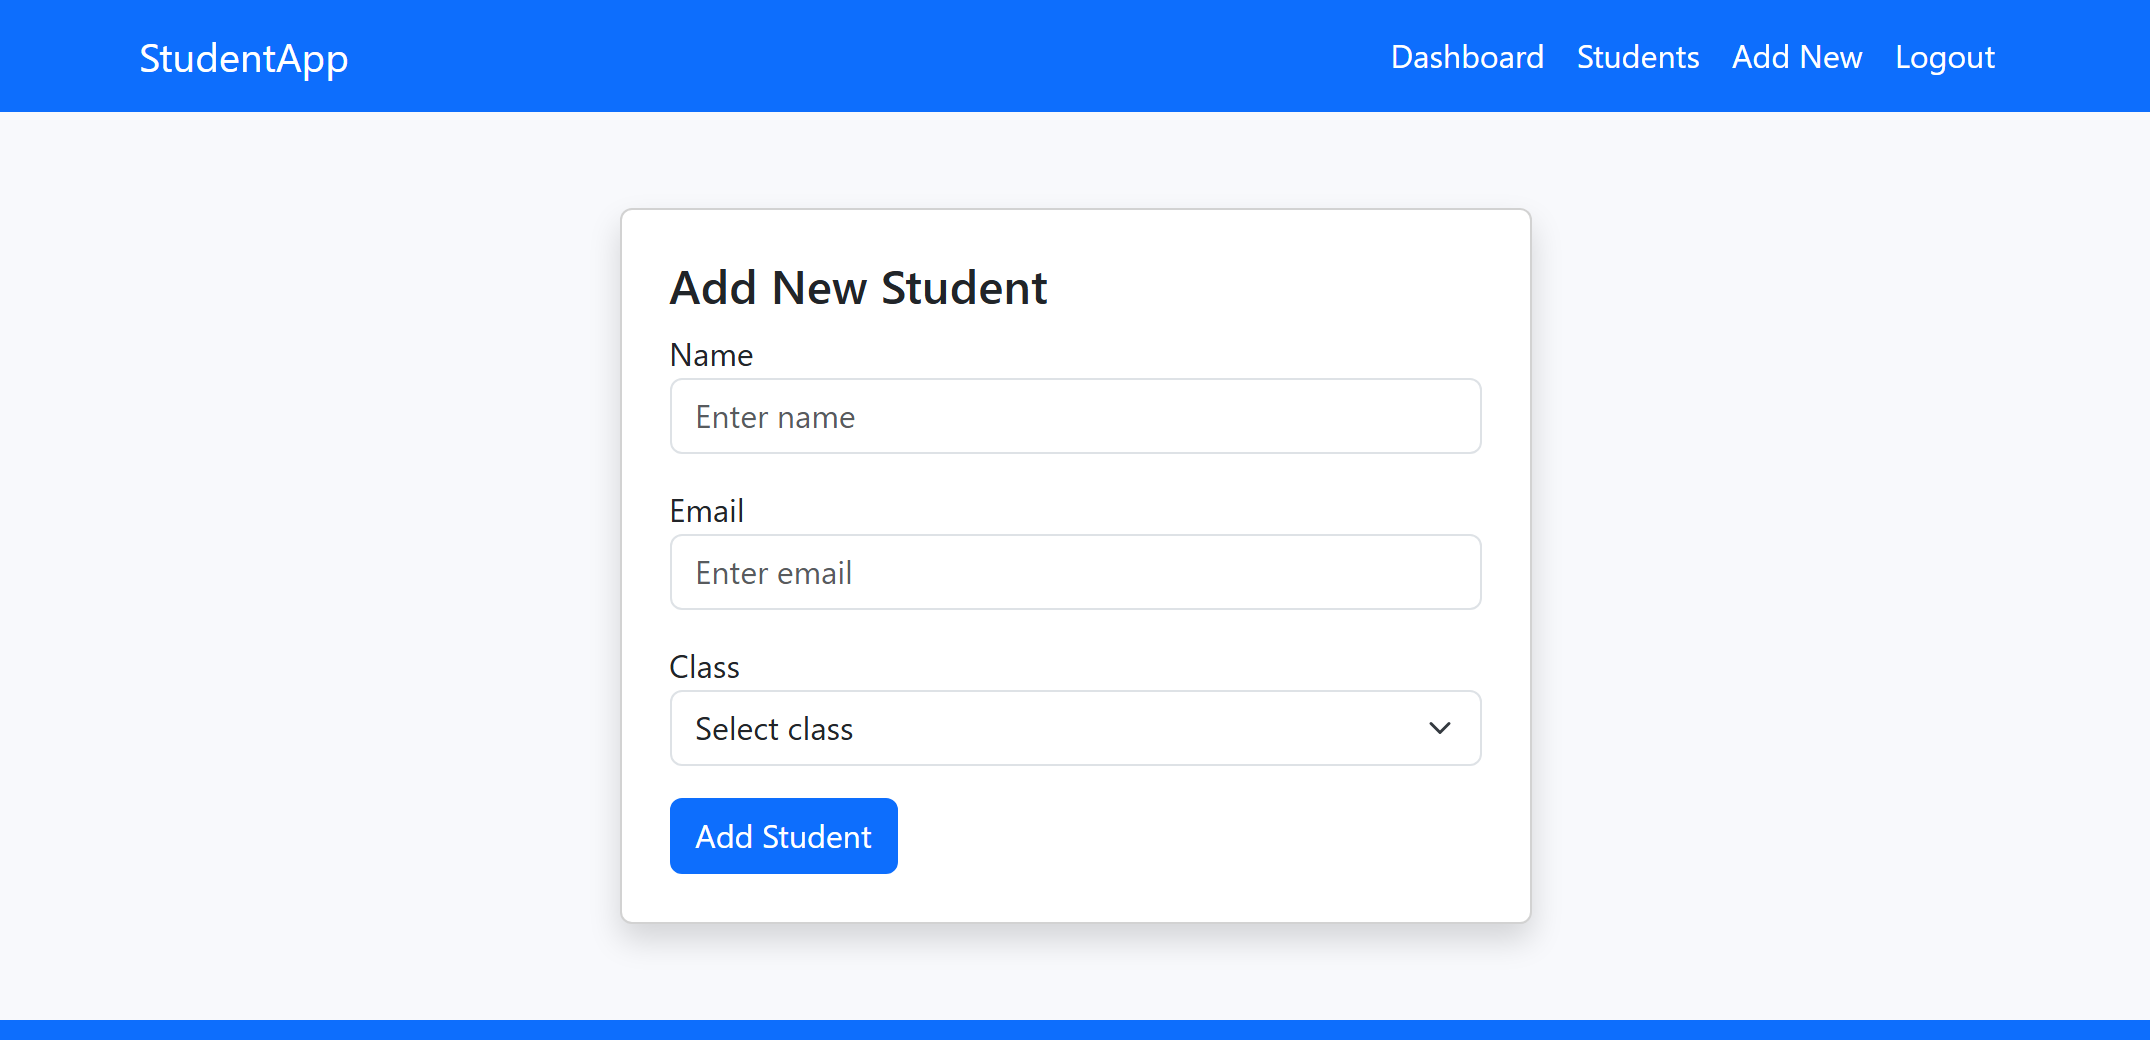 StudentApp
Dashboard Students Add New Logout
Add New Student
Name
Enter name
Email
Enter email
Class
Select class
Add Student